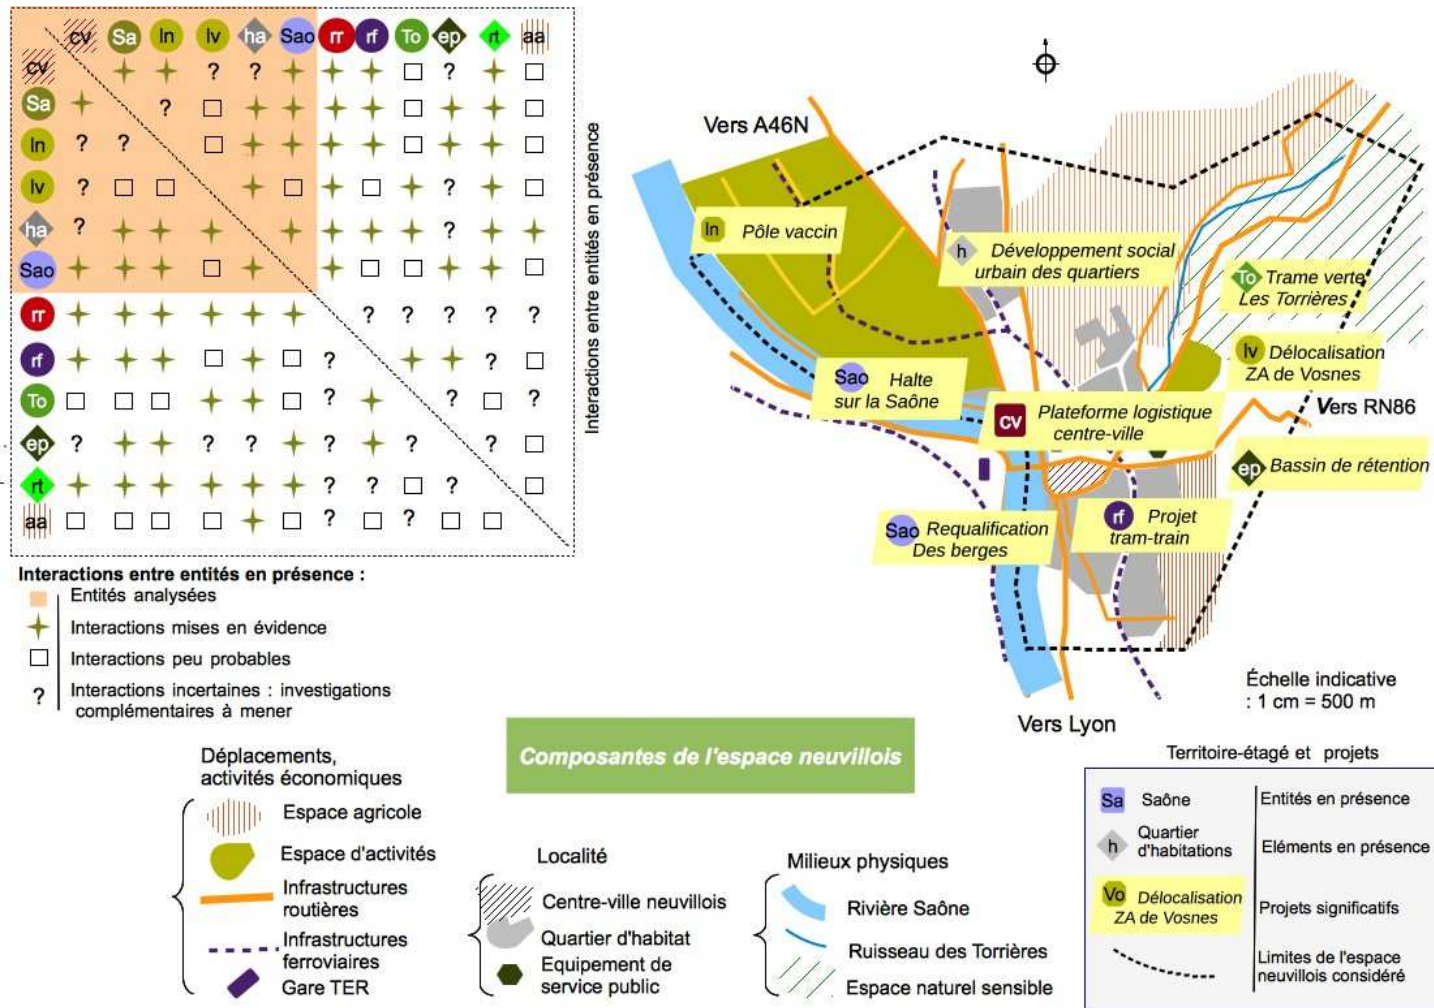 cv Sa In lv ha Sao rr rf To ep rt aa
cv ? ? ?
Sa ?
In ? ?
lv ? ?
ha ? ?
Sao
rr ? ? ? ? ?
rf ? ?
To ? ? ?
ep ? ? ? ? ? ?
rt ? ? ?
aa ? ?
Interactions entre entités en présence
Interactions entre entités en présence :
Entités analysées
Interactions mises en évidence
Interactions peu probables
? Interactions incertaines : investigations
complémentaires à mener
Vers A46N
In Pôle vaccin
h Développement social
urbain des quartiers
To Trame verte
Les Torrières
lv Délocalisation
ZA de Vosnes
Sao Halte
sur la Saône
cv Plateforme logistique
centre-ville
Vers RN86
ep Bassin de rétention
Sao Requalification
Des berges
rf Projet
tram-train
Vers Lyon
Échelle indicative
: 1 cm = 500 m
Composantes de l'espace neuvillois
Déplacements,
activités économiques
Espace agricole
Espace d'activités
Infrastructures
routières
Infrastructures
ferroviaires
Gare TER
Localité
Centre-ville neuvillois
Quartier d'habitat
Equipement de
service public
Milieux physiques
Rivière Saône
Ruisseau des Torrières
Espace naturel sensible
Territoire-étagé et projets
Sa Saône Entités en présence
h Quartier
d'habitations Eléments en présence
Vo Délocalisation
ZA de Vosnes Projets significatifs
Limites de l'espace
neuvillois considéré